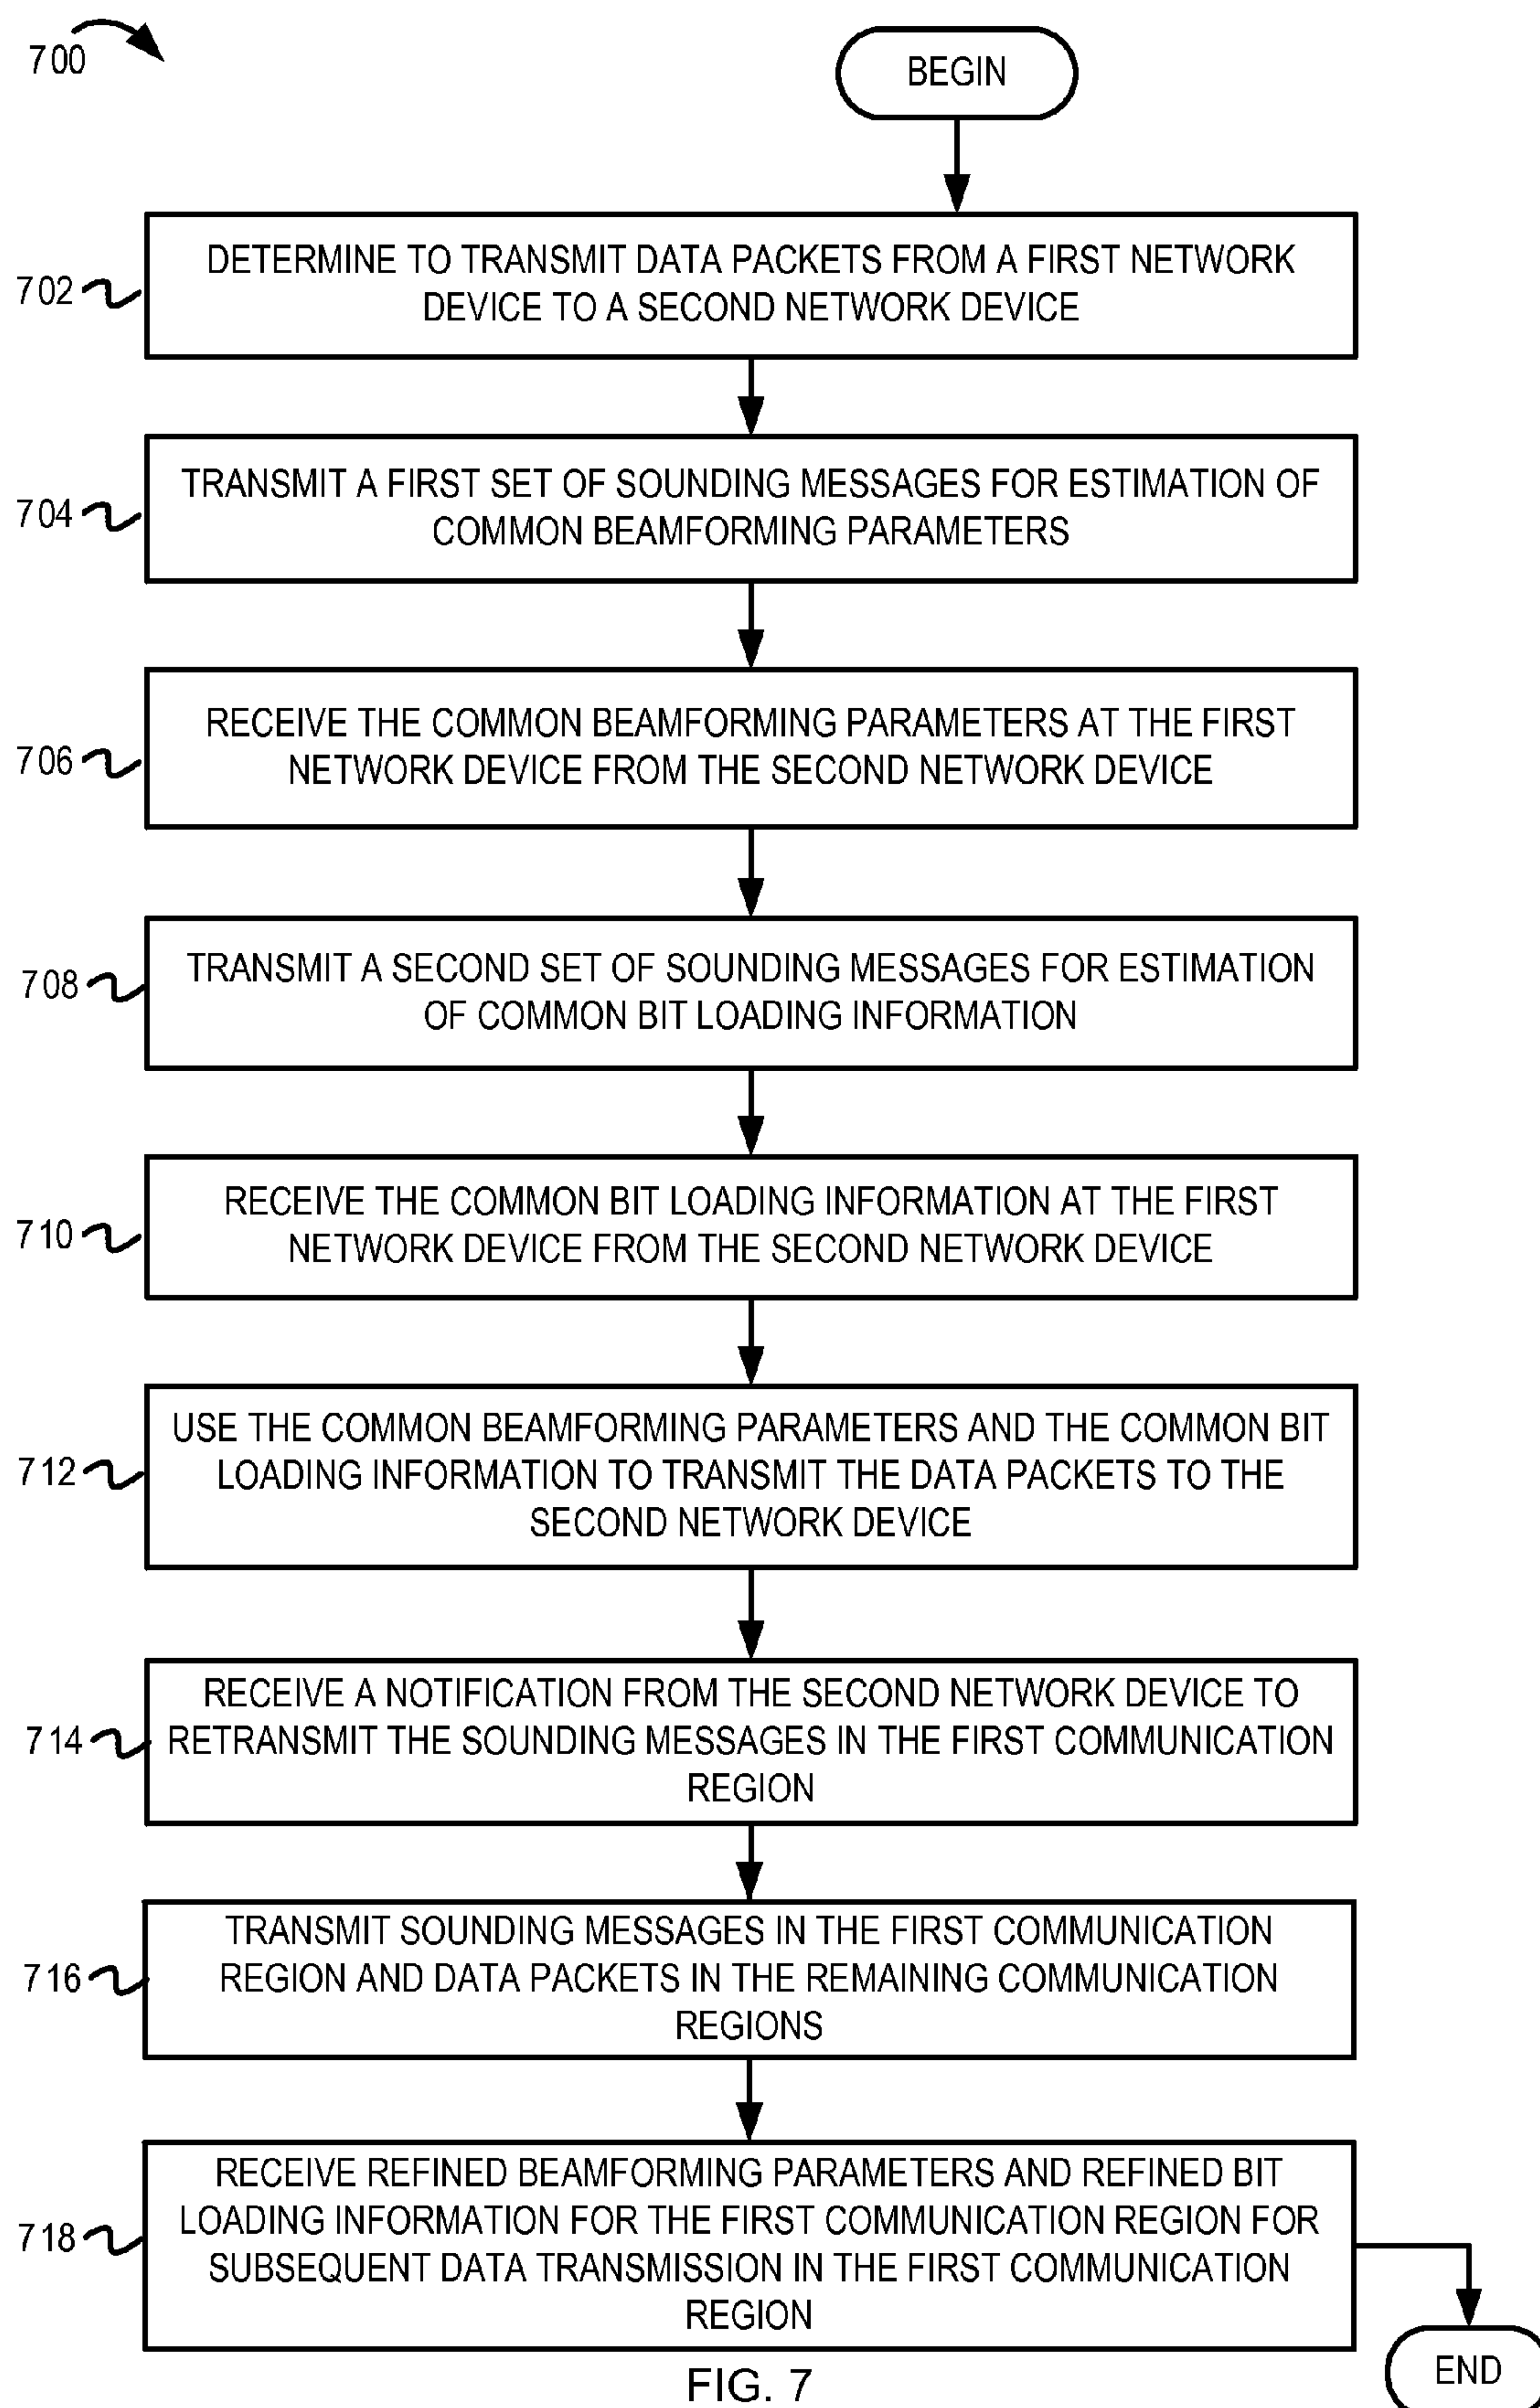 700
BEGIN
702
DETERMINE TO TRANSMIT DATA PACKETS FROM A FIRST NETWORK
DEVICE TO A SECOND NETWORK DEVICE
704
TRANSMIT A FIRST SET OF SOUNDING MESSAGES FOR ESTIMATION OF
COMMON BEAMFORMING PARAMETERS
706
RECEIVE THE COMMON BEAMFORMING PARAMETERS AT THE FIRST
NETWORK DEVICE FROM THE SECOND NETWORK DEVICE
708
TRANSMIT A SECOND SET OF SOUNDING MESSAGES FOR ESTIMATION
OF COMMON BIT LOADING INFORMATION
710
RECEIVE THE COMMON BIT LOADING INFORMATION AT THE FIRST
NETWORK DEVICE FROM THE SECOND NETWORK DEVICE
712
USE THE COMMON BEAMFORMING PARAMETERS AND THE COMMON BIT
LOADING INFORMATION TO TRANSMIT THE DATA PACKETS TO THE
SECOND NETWORK DEVICE
714
RECEIVE A NOTIFICATION FROM THE SECOND NETWORK DEVICE TO
RETRANSMIT THE SOUNDING MESSAGES IN THE FIRST COMMUNICATION
REGION
716
TRANSMIT SOUNDING MESSAGES IN THE FIRST COMMUNICATION
REGION AND DATA PACKETS IN THE REMAINING COMMUNICATION
REGIONS
718
RECEIVE REFINED BEAMFORMING PARAMETERS AND REFINED BIT
LOADING INFORMATION FOR THE FIRST COMMUNICATION REGION FOR
SUBSEQUENT DATA TRANSMISSION IN THE FIRST COMMUNICATION
REGION
END
FIG. 7